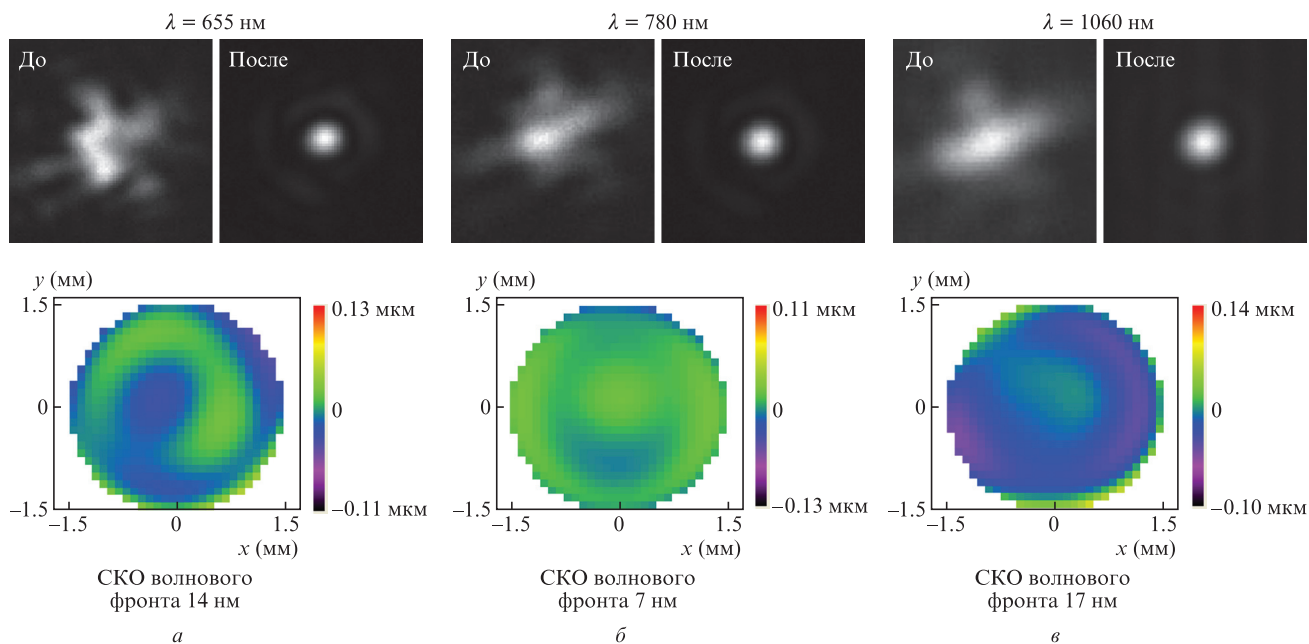 λ = 655 нм
До
После
y (мм)
1.5
0
−1.5
−1.5
0
1.5
x (мм)
0.13 мкм
0
−0.11 мкм
СКО волнового
фронта 14 нм
а
λ = 780 нм
До
После
y (мм)
1.5
0
−1.5
−1.5
0
1.5
x (мм)
0.11 мкм
0
−0.13 мкм
СКО волнового
фронта 7 нм
б
λ = 1060 нм
До
После
y (мм)
1.5
0
−1.5
−1.5
0
1.5
x (мм)
0.14 мкм
0
−0.10 мкм
СКО волнового
фронта 17 нм
в